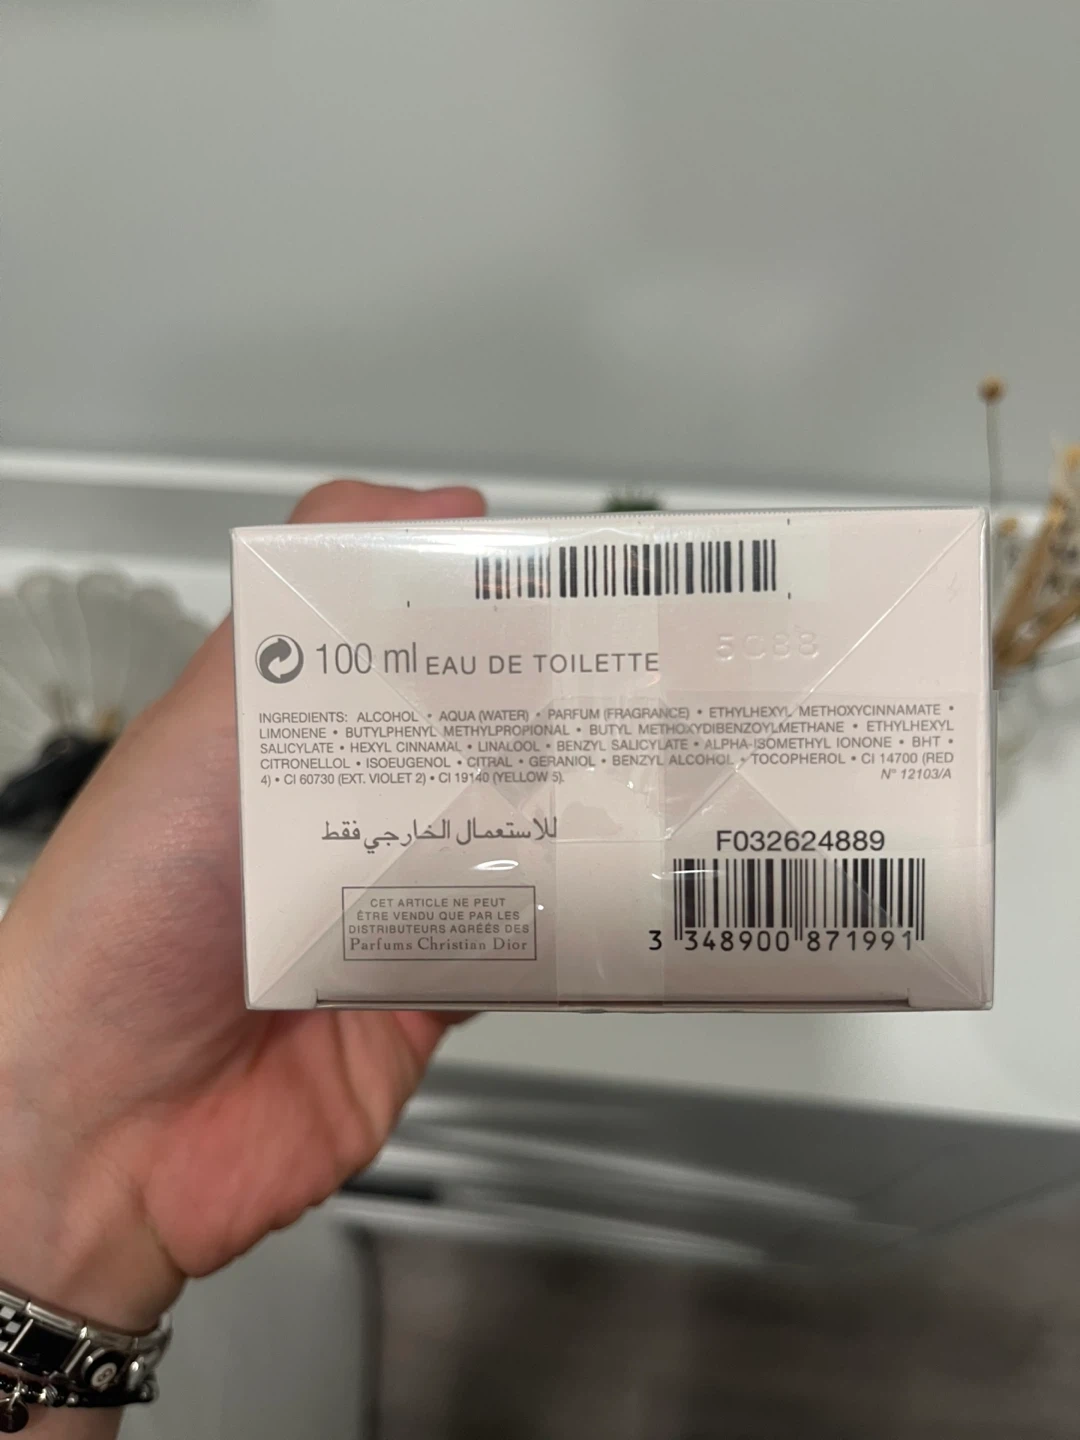 5C88
100 ml EAU DE TOILETTE
INGREDIENTS: ALCOHOL • AQUA (WATER) • PARFUM (FRAGRANCE) • ETHYLHEXYL METHOXYCINNAMATE •
LIMONENE • BUTYLPHENYL METHYLPROPIONAL • BUTYL METHOXYDIBENZOYLMETHANE • ETHYLHEXYL
SALICYLATE • HEXYL CINNAMAL • LINALOOL • BENZYL SALICYLATE • ALPHA-ISOMETHYL IONONE • BHT •
CITRONELLOL • ISOEUGENOL • CITRAL • GERANIOL • BENZYL ALCOHOL • TOCOPHEROL • CI 14700 (RED
4) • CI 60730 (EXT. VIOLET 2) • CI 19140 (YELLOW 5).
N° 12103/A
للاستعمال الخارجي فقط
F032624889
CET ARTICLE NE PEUT
ÊTRE VENDU QUE PAR LES
DISTRIBUTEURS AGRÉÉS DES
Parfums Christian Dior
3 348900 871991